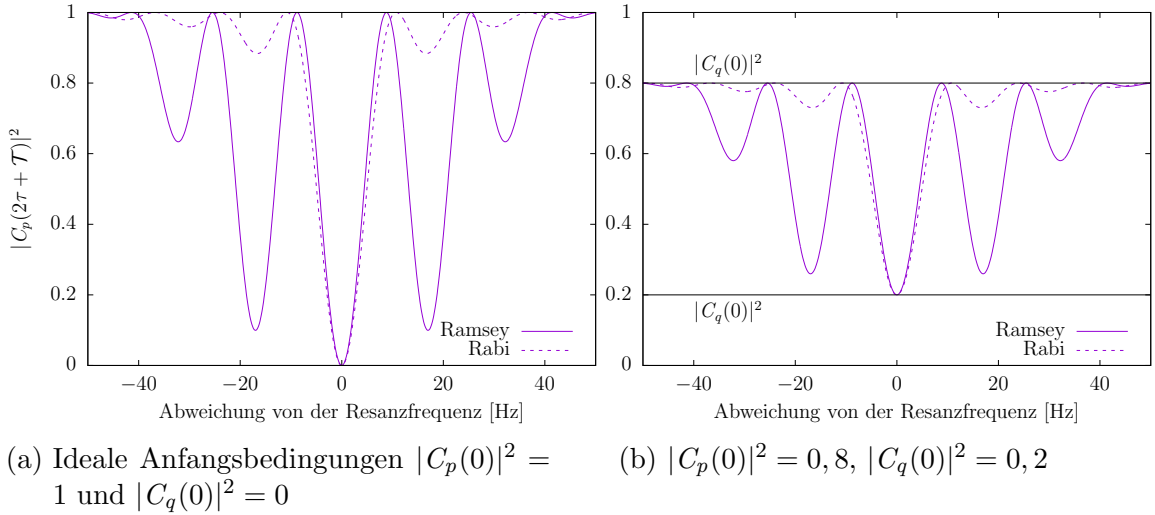 1
0.8
0.6
0.4
0.2
0
|C_p(2τ + 𝒯)|²
Ramsey
Rabi
−40 −20 0 20 40
Abweichung von der Resanzfrequenz [Hz]
(a) Ideale Anfangsbedingungen |C_p(0)|² =
1 und |C_q(0)|² = 0
1
0.8
0.6
0.4
0.2
0
|C_q(0)|²
|C_q(0)|²
Ramsey
Rabi
−40 −20 0 20 40
Abweichung von der Resanzfrequenz [Hz]
(b) |C_p(0)|² = 0, 8, |C_q(0)|² = 0, 2